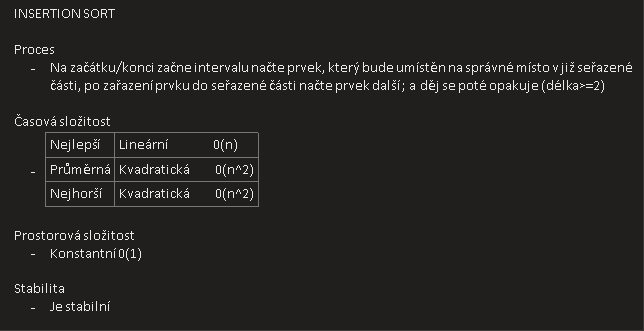 INSERTION SORT
Proces
- Na začátku/konci začne intervalu načte prvek, který bude umístěn na správné místo v již seřazené
části, po zařazení prvku do seřazené části načte prvek další; a děj se poté opakuje (délka>=2)
Časová složitost
Nejlepší Lineární 0(n)
- Průměrná Kvadratická 0(n^2)
Nejhorší Kvadratická 0(n^2)
Prostorová složitost
- Konstantní 0(1)
Stabilita
- Je stabilní